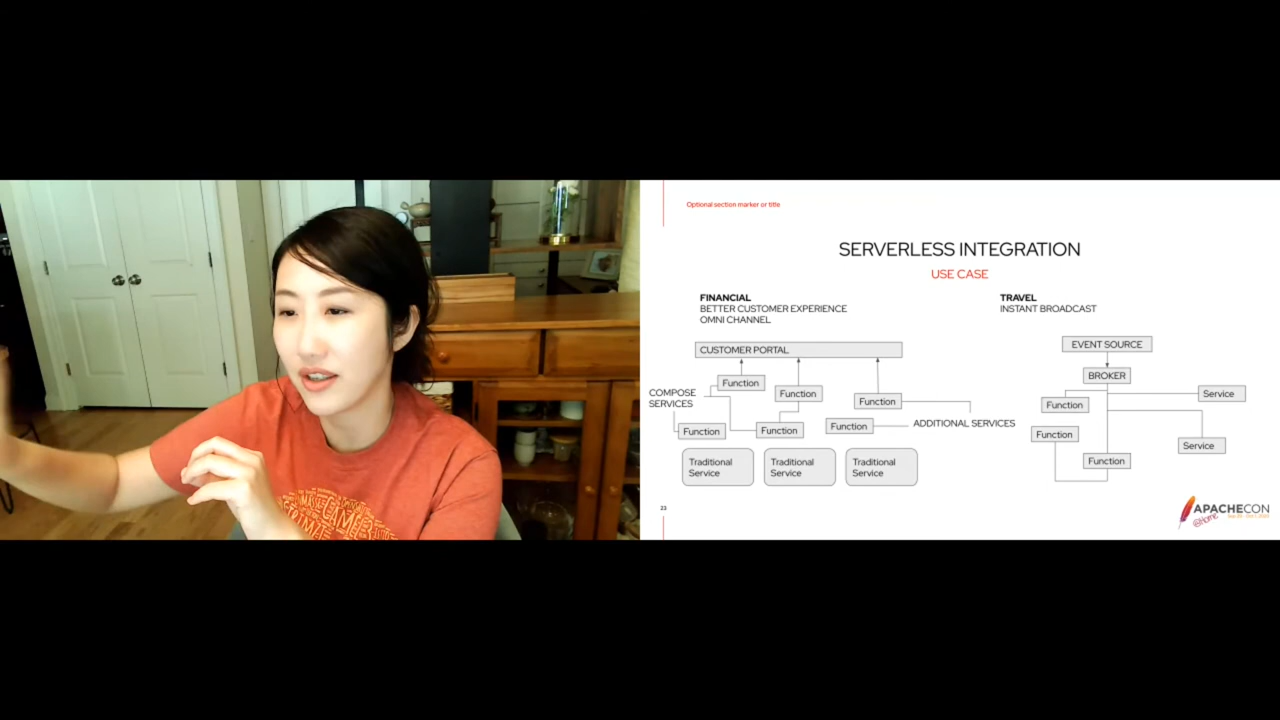 Optional section marker or title
SERVERLESS INTEGRATION
USE CASE
FINANCIAL
BETTER CUSTOMER EXPERIENCE
OMNI CHANNEL
CUSTOMER PORTAL
Function
Function
Function
COMPOSE
SERVICES
Function
Function
Function
ADDITIONAL SERVICES
Traditional
Service
Traditional
Service
Traditional
Service
TRAVEL
INSTANT BROADCAST
EVENT SOURCE
BROKER
Service
Function
Function
Service
Function
23
APACHECON
@Home
CAMEL